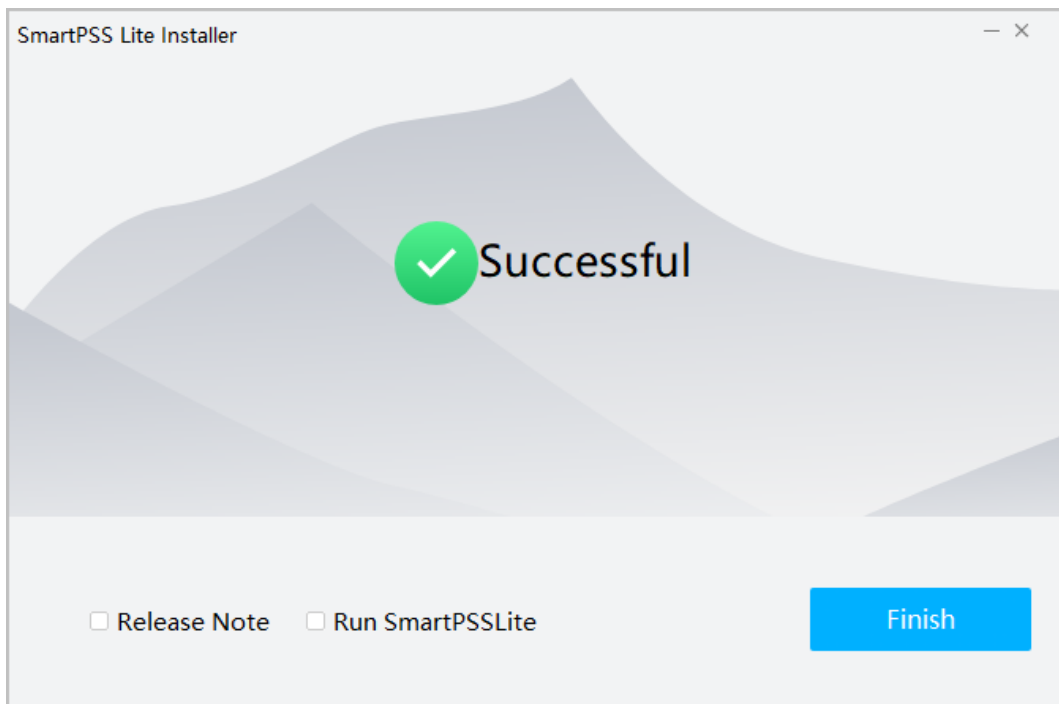 SmartPSS Lite Installer
Successful
Release Note
Run SmartPSSLite
Finish